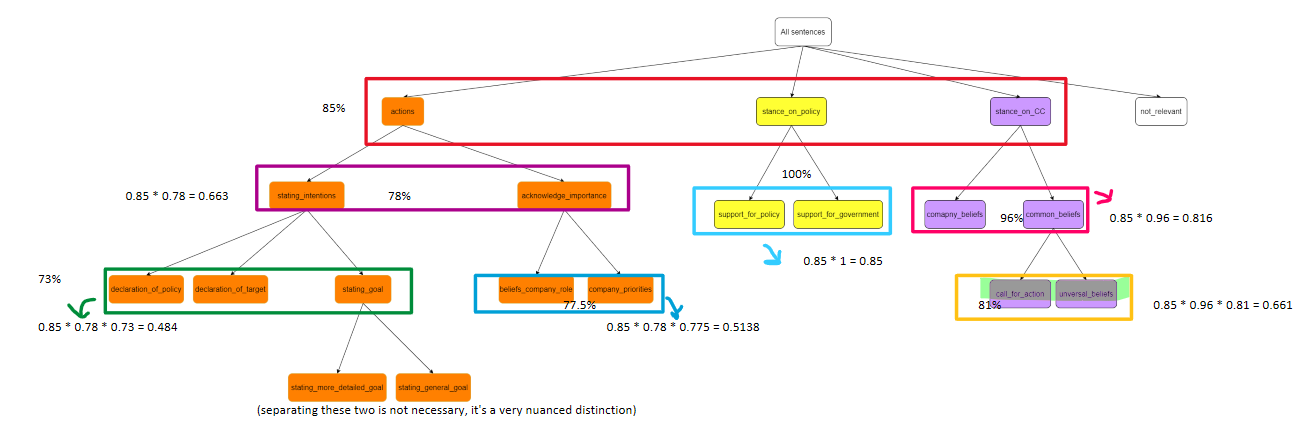 All sentences
85%
actions
stance_on_policy
stance_on_CC
not_relevant
100%
0.85 * 0.78 = 0.663
stating_intentions
78%
acknowledge_importance
support_for_policy
support_for_government
comapny_beliefs
96%
common_beliefs
0.85 * 0.96 = 0.816
0.85 * 1 = 0.85
73%
declaration_of_policy
declaration_of_target
stating_goal
beliefs_company_role
company_priorities
77.5%
call_for_action
81%
unversal_beliefs
0.85 * 0.96 * 0.81 = 0.661
0.85 * 0.78 * 0.73 = 0.484
0.85 * 0.78 * 0.775 = 0.5138
stating_more_detailed_goal
stating_general_goal
(separating these two is not necessary, it's a very nuanced distinction)